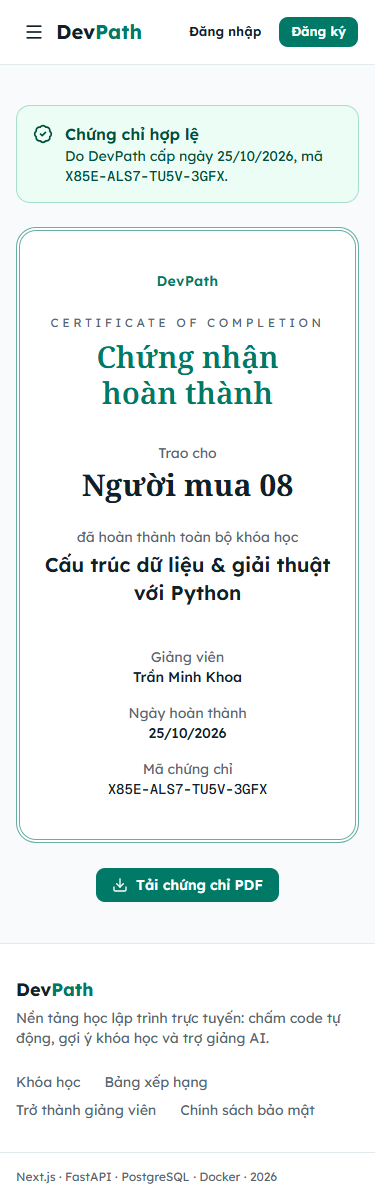 DevPath
Đăng nhập
Đăng ký
Chứng chỉ hợp lệ
Do DevPath cấp ngày 25/10/2026, mã
X85E-ALS7-TU5V-3GFX.
DevPath
CERTIFICATE OF COMPLETION
Chứng nhận
hoàn thành
Trao cho
Người mua 08
đã hoàn thành toàn bộ khóa học
Cấu trúc dữ liệu & giải thuật
với Python
Giảng viên
Trần Minh Khoa
Ngày hoàn thành
25/10/2026
Mã chứng chỉ
X85E-ALS7-TU5V-3GFX
Tải chứng chỉ PDF
DevPath
Nền tảng học lập trình trực tuyến: chấm code tự
động, gợi ý khóa học và trợ giảng AI.
Khóa học
Bảng xếp hạng
Trở thành giảng viên
Chính sách bảo mật
Next.js · FastAPI · PostgreSQL · Docker · 2026